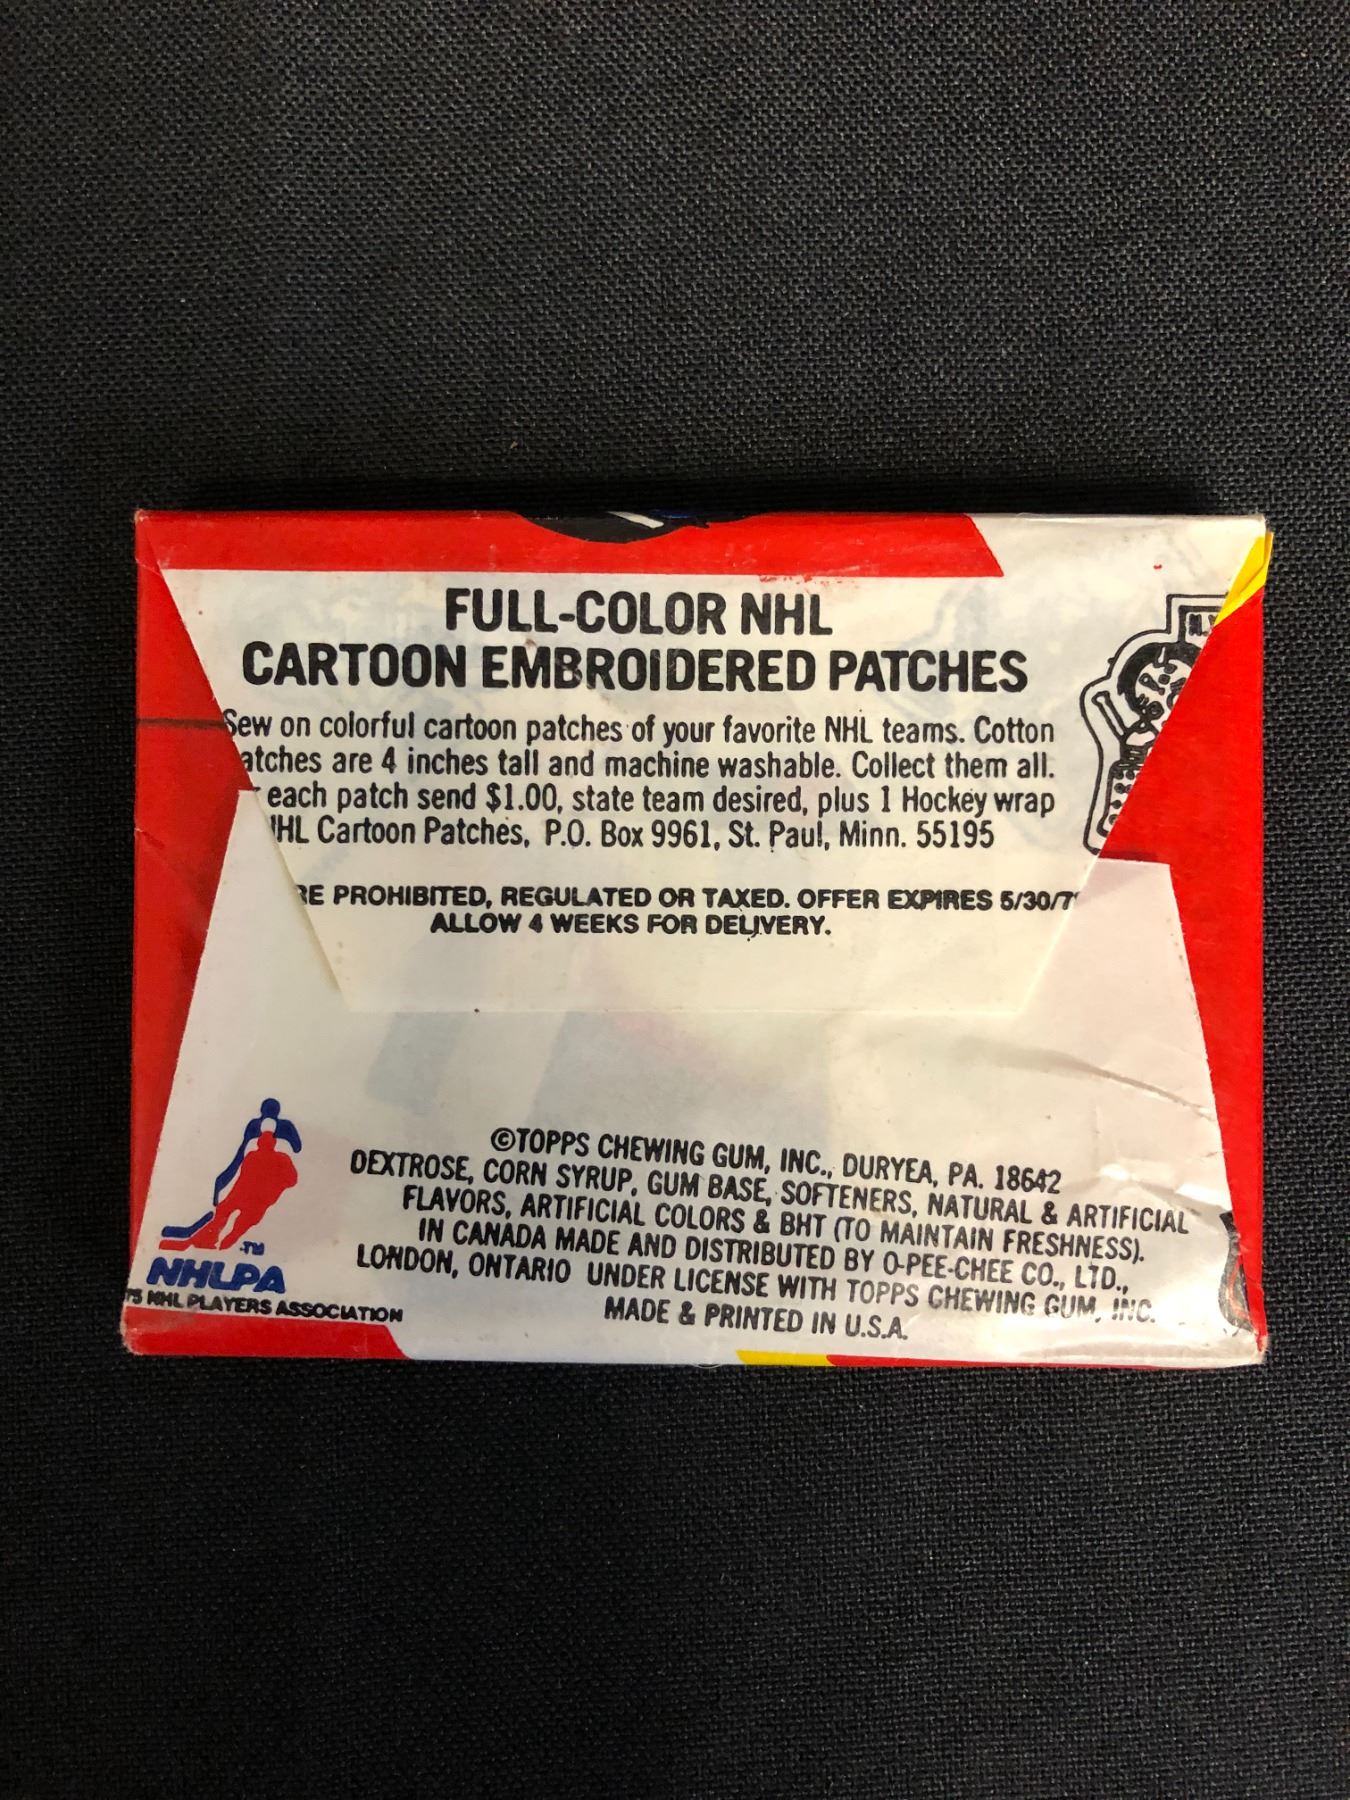 FULL-COLOR NHL
CARTOON EMBROIDERED PATCHES
Sew on colorful cartoon patches of your favorite NHL teams. Cotton
atches are 4 inches tall and machine washable. Collect them all.
each patch send $1.00, state team desired, plus 1 Hockey wrap
HL Cartoon Patches, P.O. Box 9961, St. Paul, Minn. 55195
RE PROHIBITED, REGULATED OR TAXED. OFFER EXPIRES 5/30/7
ALLOW 4 WEEKS FOR DELIVERY.
N.Y
©TOPPS CHEWING GUM, INC., DURYEA, PA. 18642
DEXTROSE, CORN SYRUP, GUM BASE, SOFTENERS, NATURAL & ARTIFICIAL
FLAVORS, ARTIFICIAL COLORS & BHT (TO MAINTAIN FRESHNESS).
IN CANADA MADE AND DISTRIBUTED BY O-PEE-CHEE CO., LTD.,
LONDON, ONTARIO UNDER LICENSE WITH TOPPS CHEWING GUM, INC.
MADE & PRINTED IN U.S.A.
TM
NHLPA
75 NHL PLAYERS ASSOCIATION